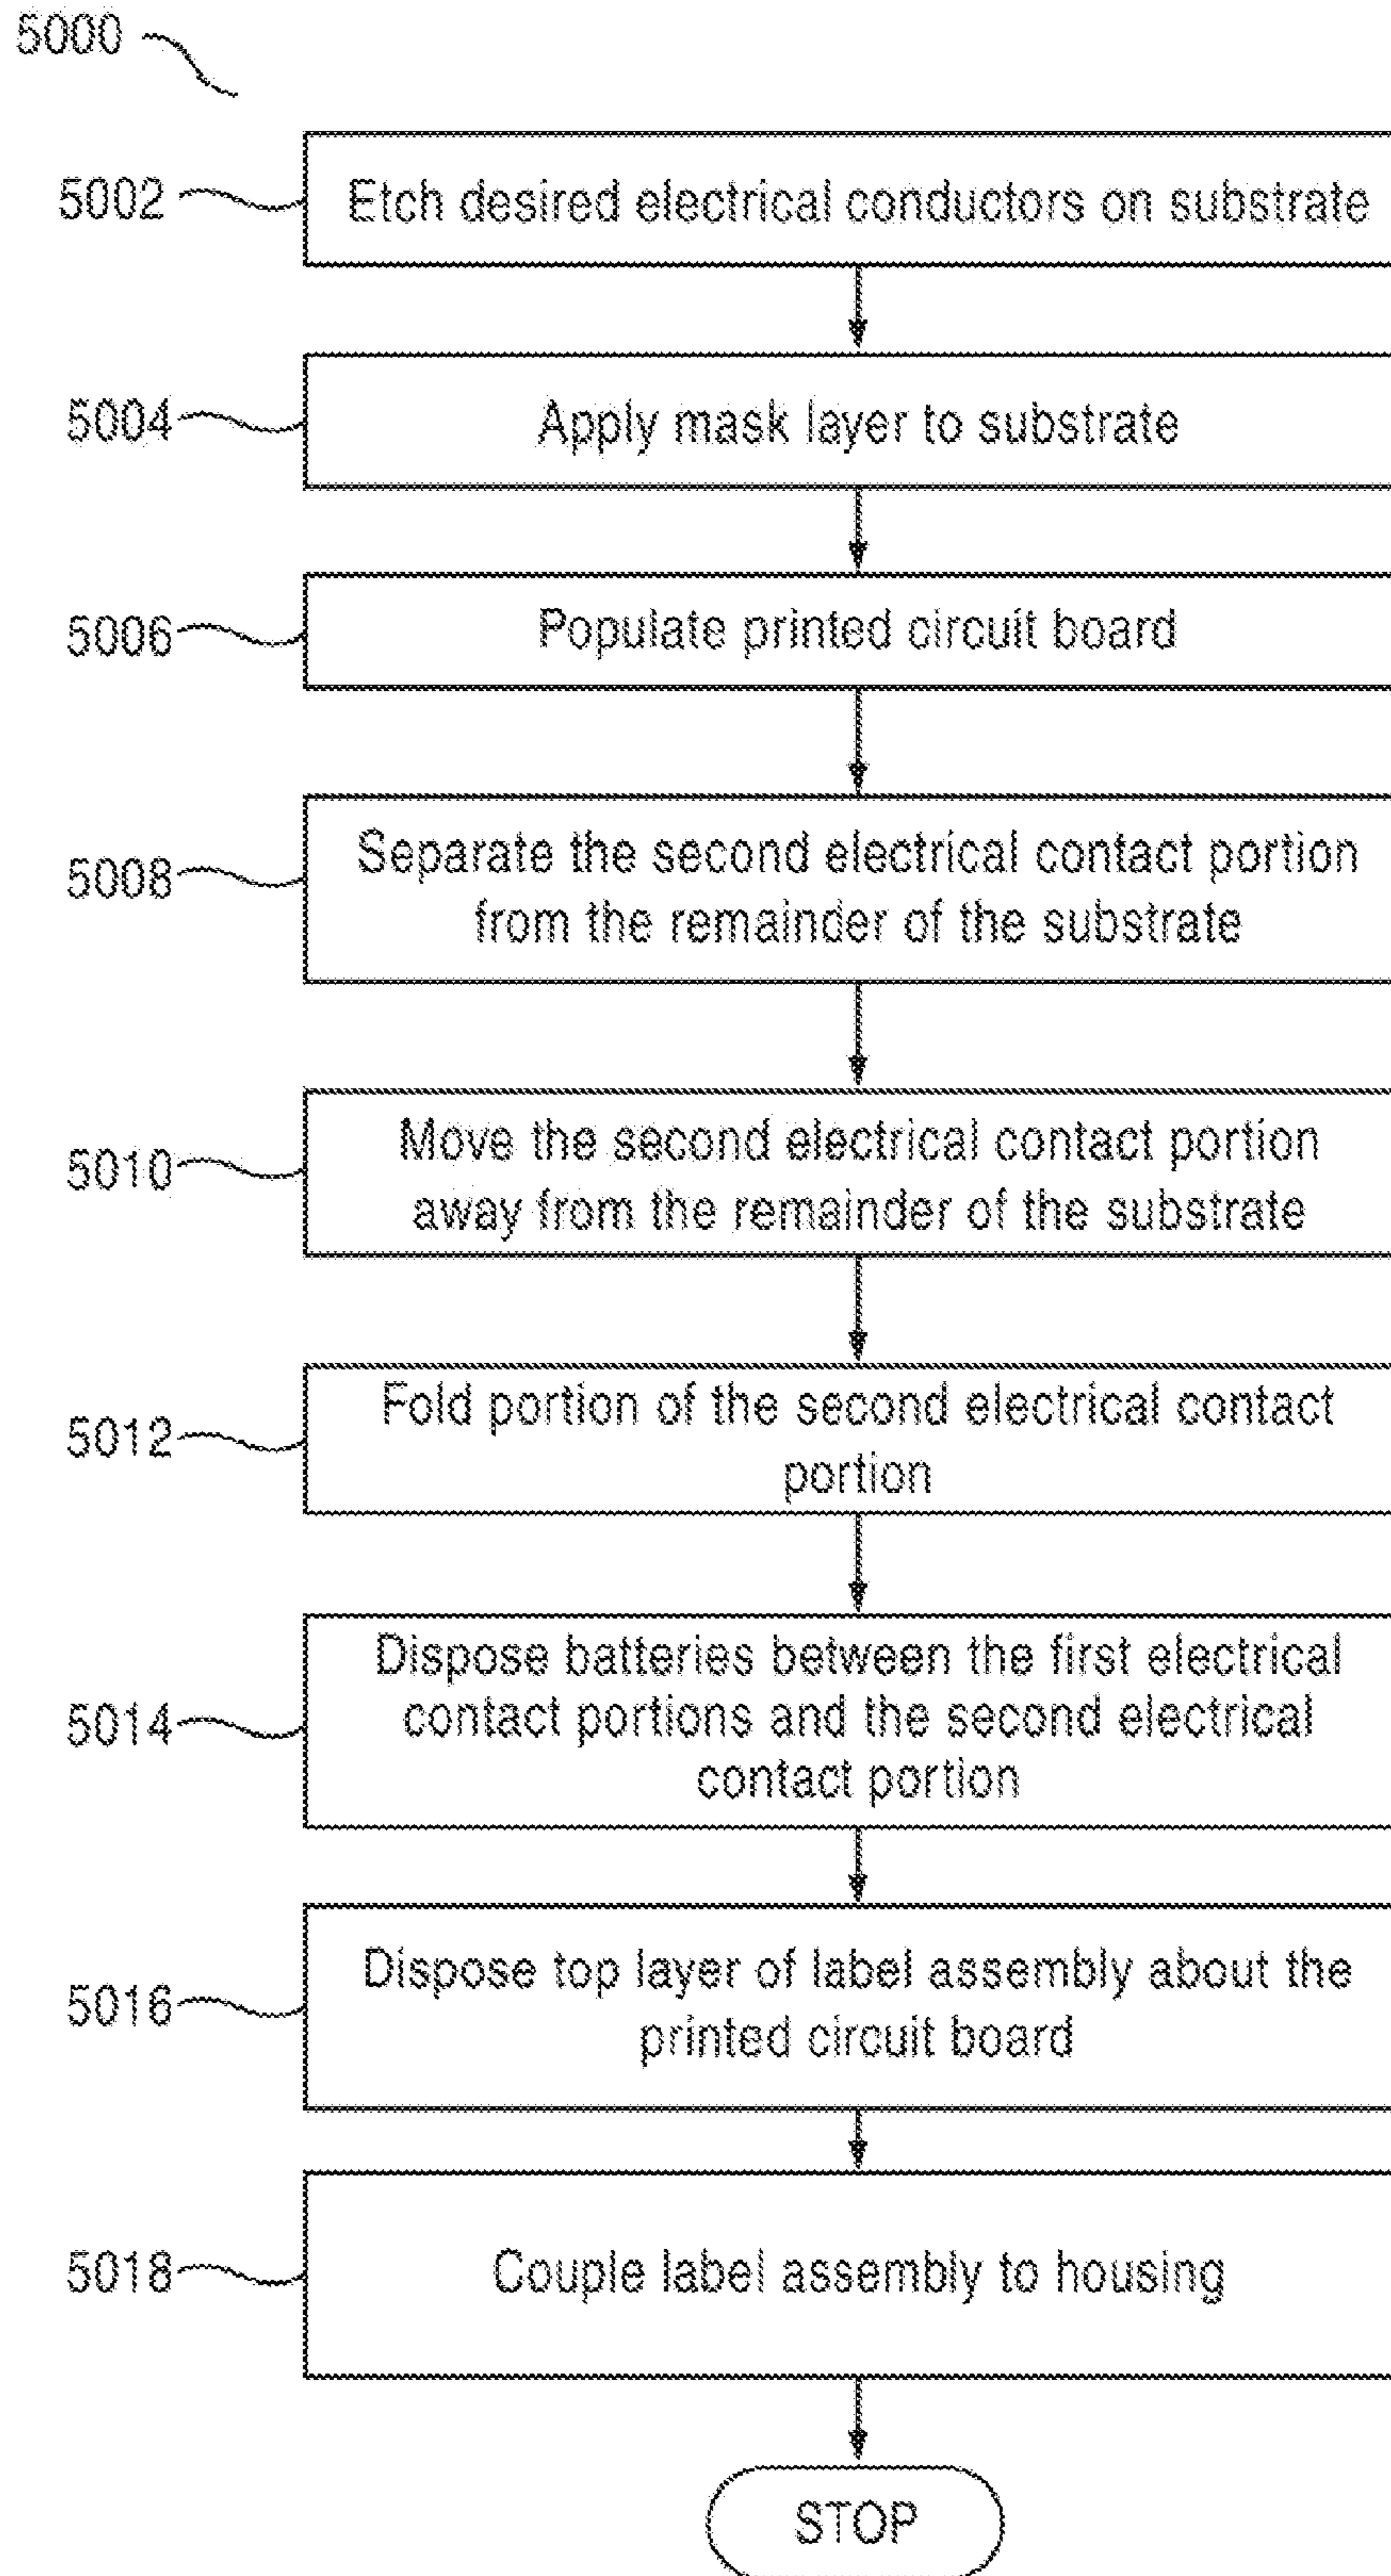 5000
5002
Etch desired electrical conductors on substrate
5004
Apply mask layer to substrate
5006
Populate printed circuit board
5008
Separate the second electrical contact portion
from the remainder of the substrate
5010
Move the second electrical contact portion
away from the remainder of the substrate
5012
Fold portion of the second electrical contact
portion
5014
Dispose batteries between the first electrical
contact portions and the second electrical
contact portion
5016
Dispose top layer of label assembly about the
printed circuit board
5018
Couple label assembly to housing
STOP